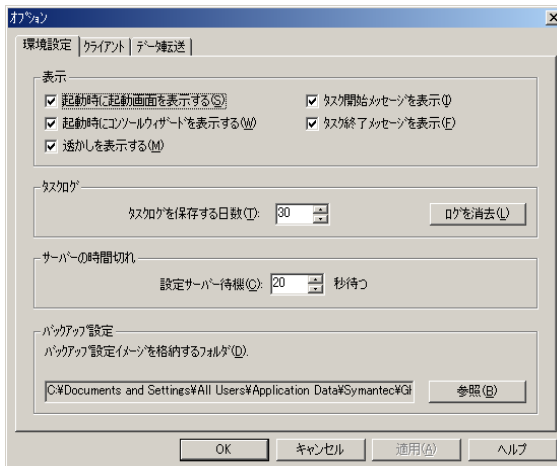 オプション
環境設定 クライアント データ転送
表示
起動時に起動画面を表示する(S)
タスク開始メッセージを表示(I)
起動時にコンソールウィザードを表示する(W)
タスク終了メッセージを表示(F)
透かしを表示する(M)
タスクログ
タスクログを保存する日数(T): 30 ログを消去(L)
サーバーの時間切れ
設定サーバー待機(C): 20 秒待つ
バックアップ設定
バックアップ設定イメージを格納するフォルダ(D).
C:¥Documents and Settings¥All Users¥Application Data¥Symantec¥Gl 参照(B)
OK キャンセル 適用(A) ヘルプ